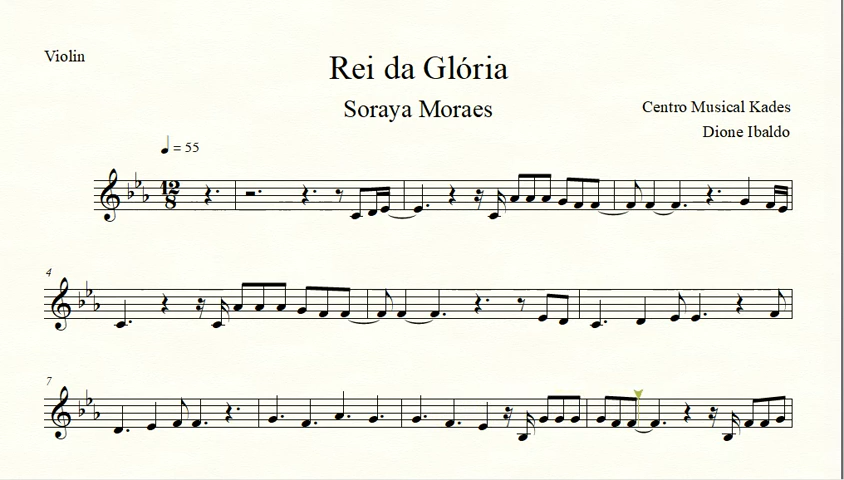 Violin
Rei da Glória
Soraya Moraes
Centro Musical Kades
Dione Ibaldo
= 55
12
8
4
7